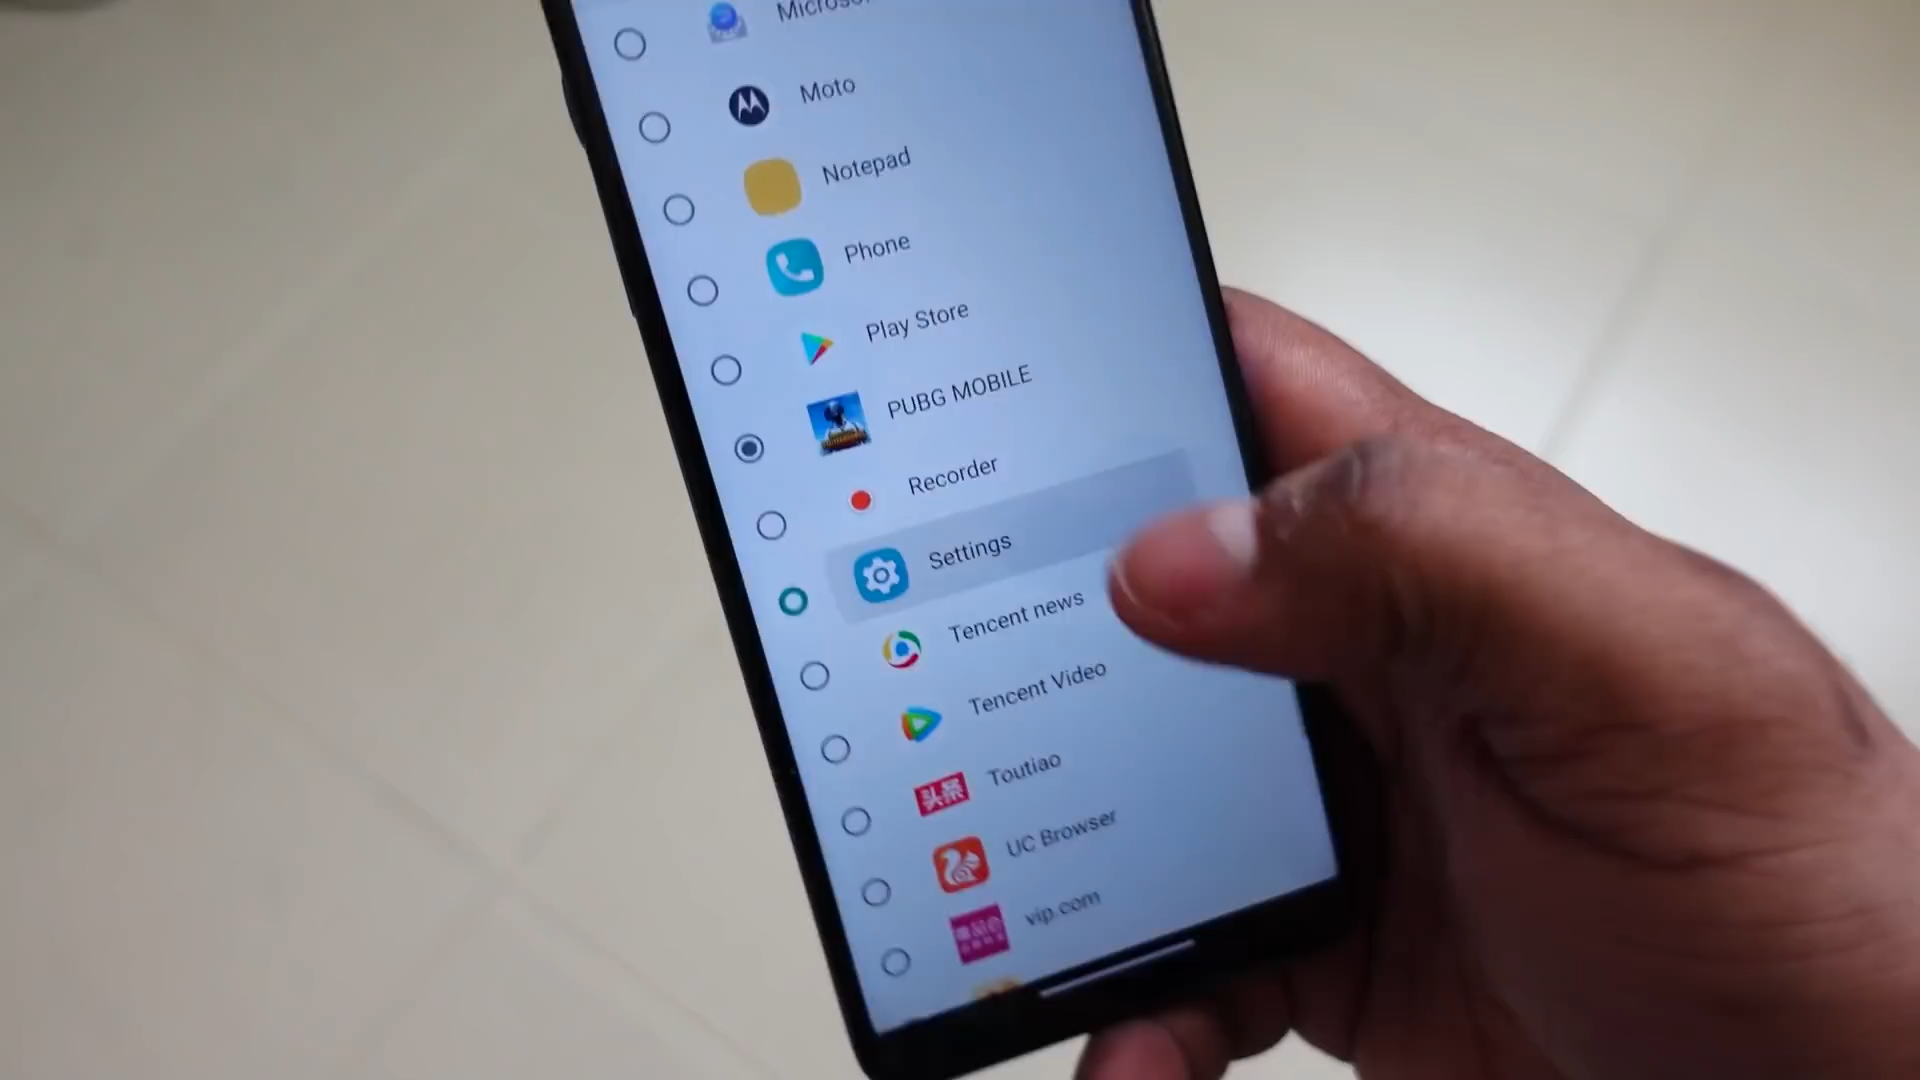 Moto
Notepad
Phone
Play Store
PUBG MOBILE
Recorder
Settings
Tencent news
Tencent Video
Toutiao
头条
UC Browser
vip.com